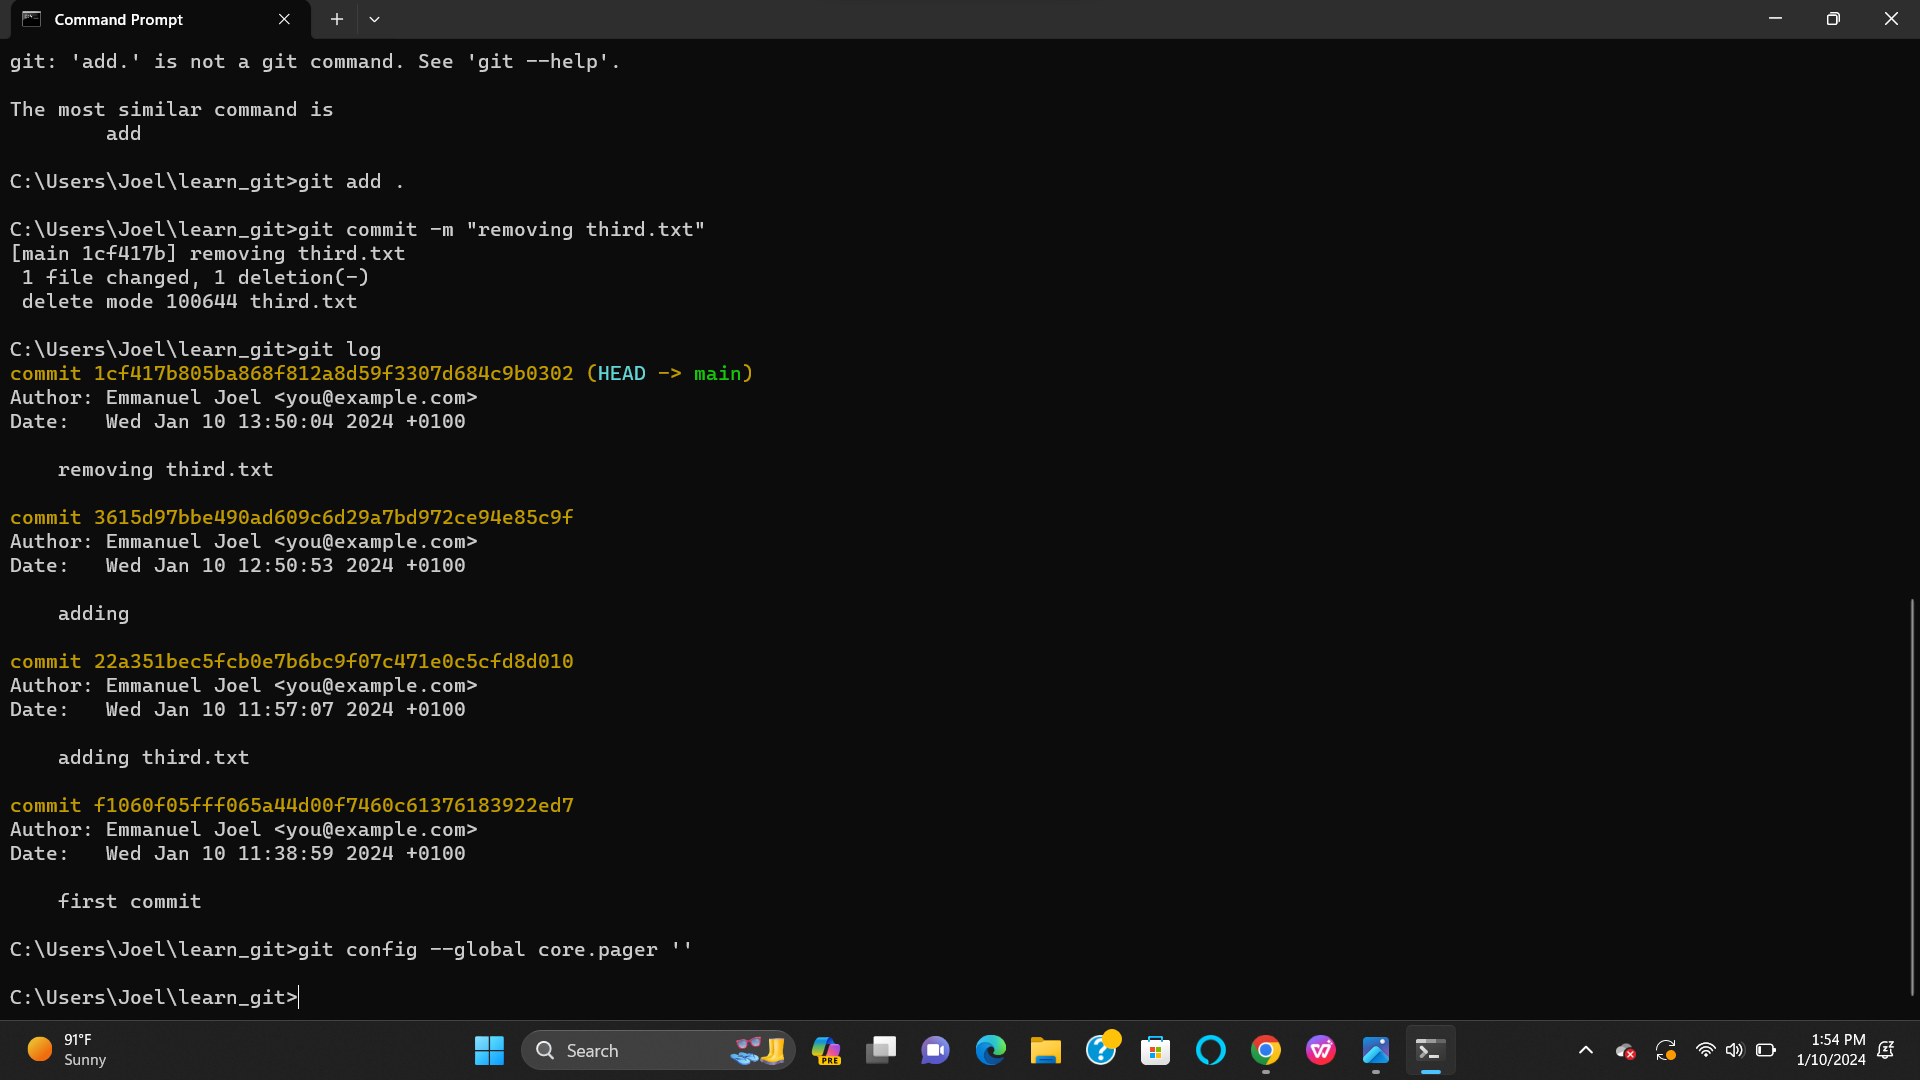 Command Prompt
git: 'add.' is not a git command. See 'git --help'.
The most similar command is
add
C:\Users\Joel\learn_git>git add .
C:\Users\Joel\learn_git>git commit -m "removing third.txt"
[main 1cf417b] removing third.txt
1 file changed, 1 deletion(-)
delete mode 100644 third.txt
C:\Users\Joel\learn_git>git log
commit 1cf417b805ba868f812a8d59f3307d684c9b0302 (HEAD -> main)
Author: Emmanuel Joel <you@example.com>
Date:   Wed Jan 10 13:50:04 2024 +0100
removing third.txt
commit 3615d97bbe490ad609c6d29a7bd972ce94e85c9f
Author: Emmanuel Joel <you@example.com>
Date:   Wed Jan 10 12:50:53 2024 +0100
adding
commit 22a351bec5fcb0e7b6bc9f07c471e0c5cfd8d010
Author: Emmanuel Joel <you@example.com>
Date:   Wed Jan 10 11:57:07 2024 +0100
adding third.txt
commit f1060f05fff065a44d00f7460c61376183922ed7
Author: Emmanuel Joel <you@example.com>
Date:   Wed Jan 10 11:38:59 2024 +0100
first commit
C:\Users\Joel\learn_git>git config --global core.pager ''
C:\Users\Joel\learn_git>
91°F
Sunny
Search
PRE
1:54 PM
1/10/2024